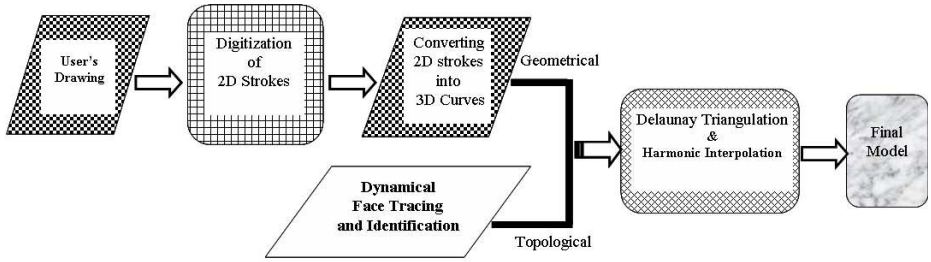 User's
Drawing
Digitization
of
2D Strokes
Converting
2D strokes
into
3D Curves
Geometrical
Delaunay Triangulation
&
Harmonic Interpolation
Final
Model
Dynamical
Face Tracing
and Identification
Topological